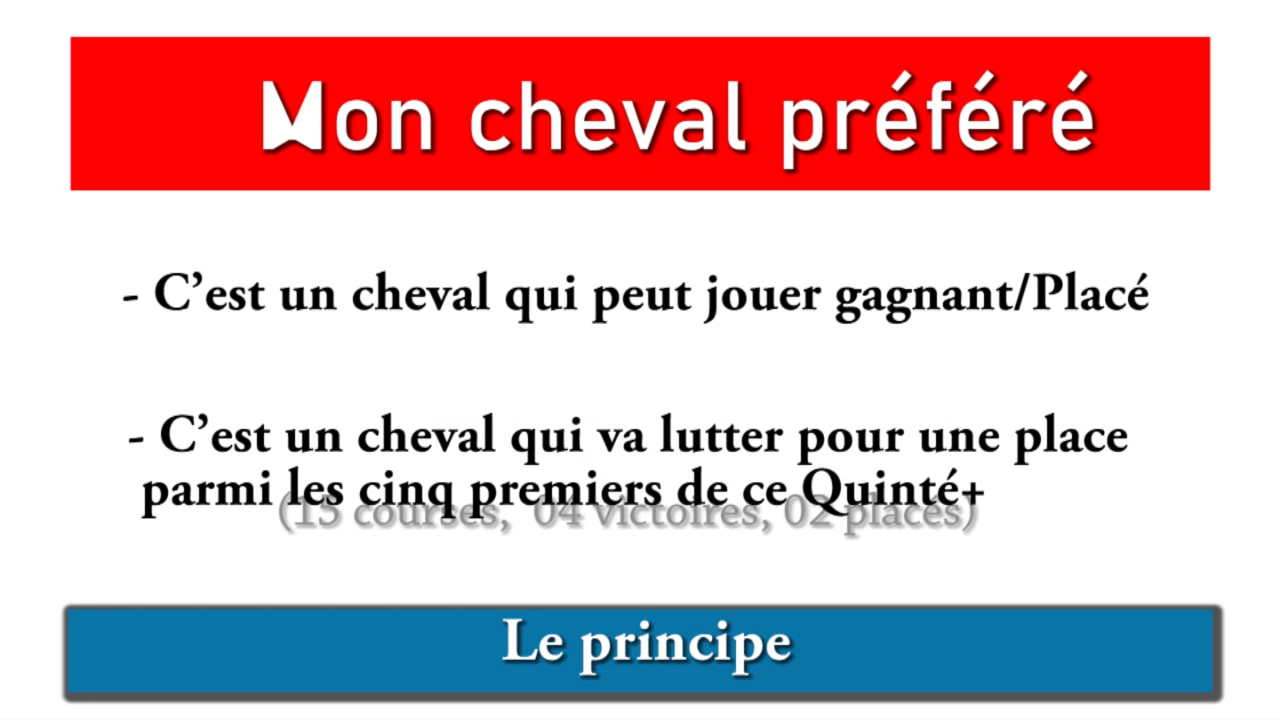 Mon cheval préféré
- C’est un cheval qui peut jouer gagnant/Placé
- C’est un cheval qui va lutter pour une place
parmi les cinq premiers de ce Quinté+
(15 courses, 04 victoires, 02 placés)
Le principe